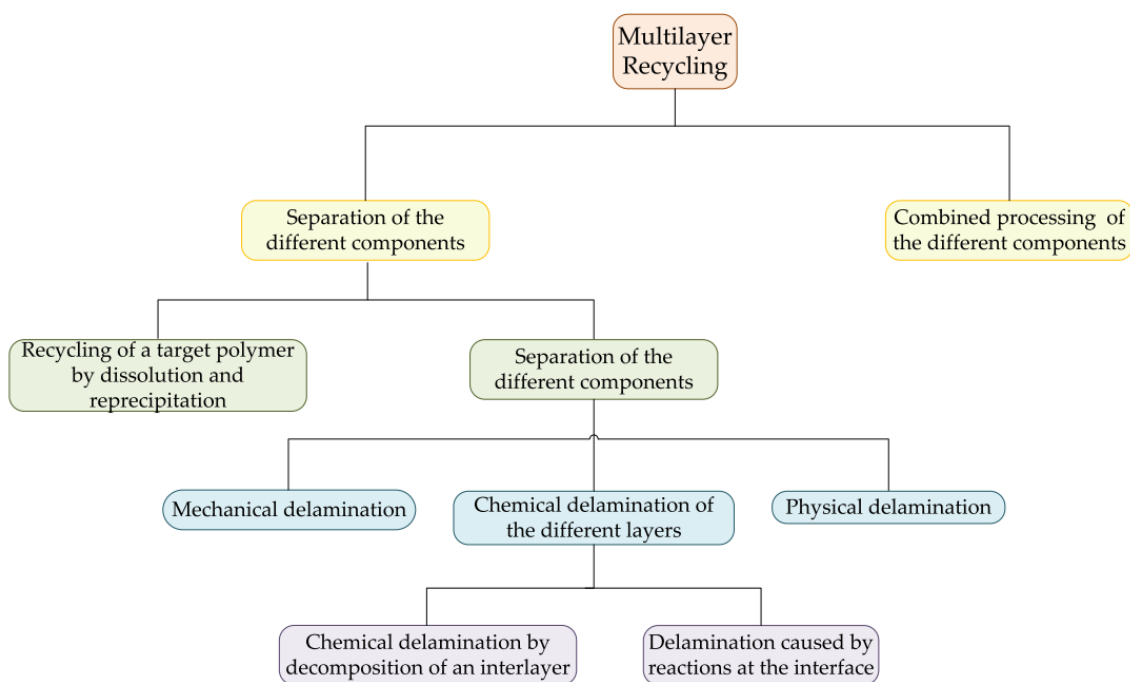 Multilayer
Recycling
Separation of the
different components
Combined processing of
the different components
Recycling of a target polymer
by dissolution and
reprecipitation
Separation of the
different components
Mechanical delamination
Chemical delamination of
the different layers
Physical delamination
Chemical delamination by
decomposition of an interlayer
Delamination caused by
reactions at the interface